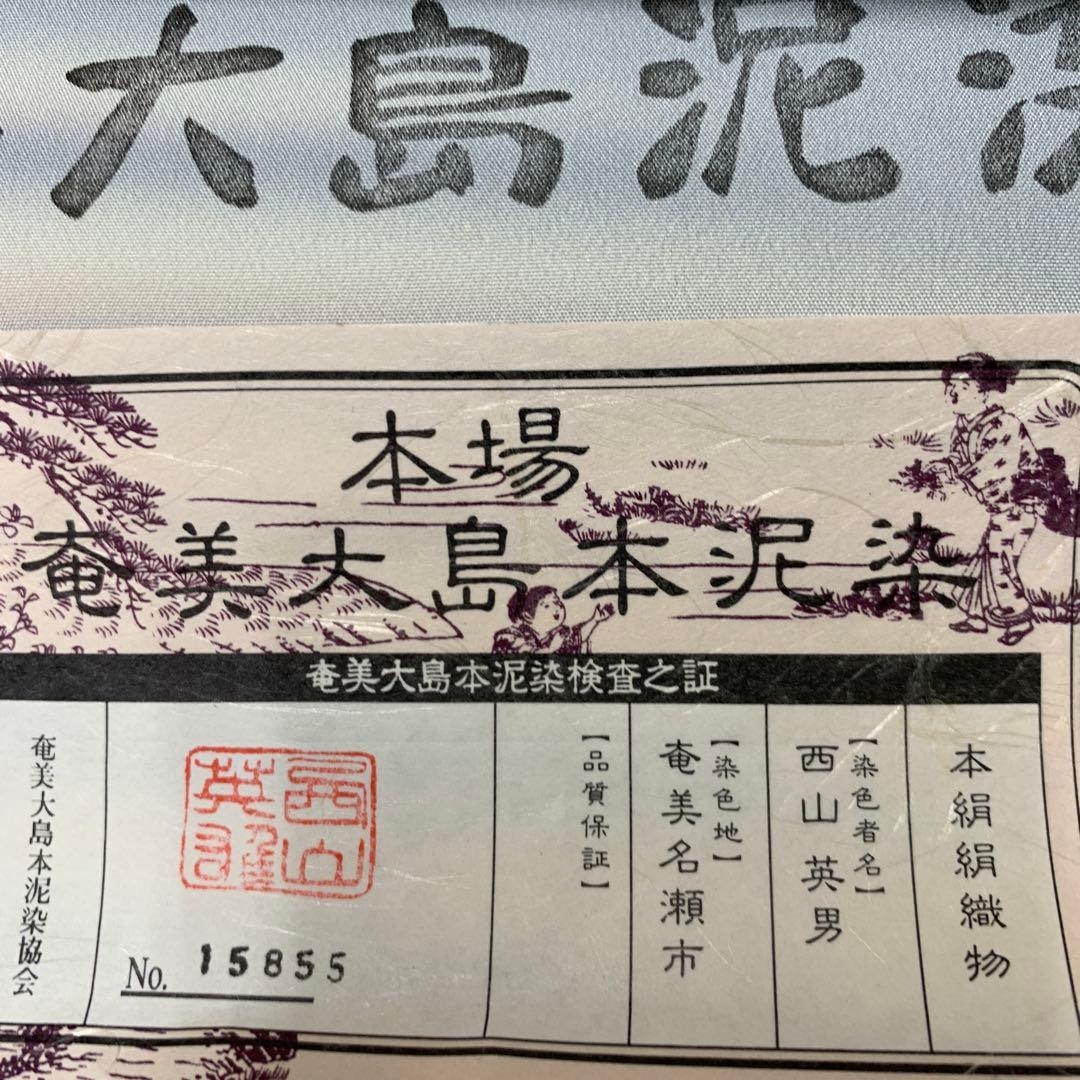 大島泥染
本場
奄美大島本泥染
奄美大島本泥染検査之証
本絹絹織物
【染色者名】
西山英男
【染色地】
奄美名瀬市
【品質保証】
西山
No. 15855
奄美大島本泥染協会